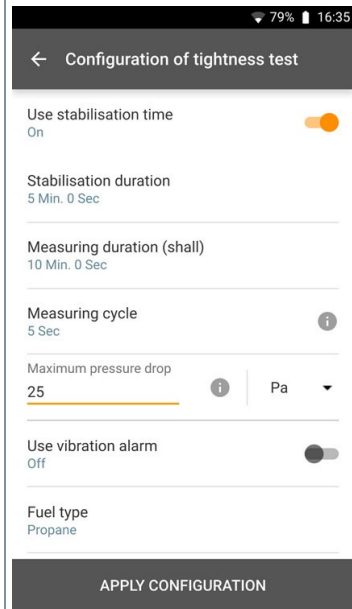 79% 16:35
Configuration of tightness test
Use stabilisation time
On
Stabilisation duration
5 Min. 0 Sec
Measuring duration (shall)
10 Min. 0 Sec
Measuring cycle
5 Sec
Maximum pressure drop
25 Pa
Use vibration alarm
Off
Fuel type
Propane
APPLY CONFIGURATION